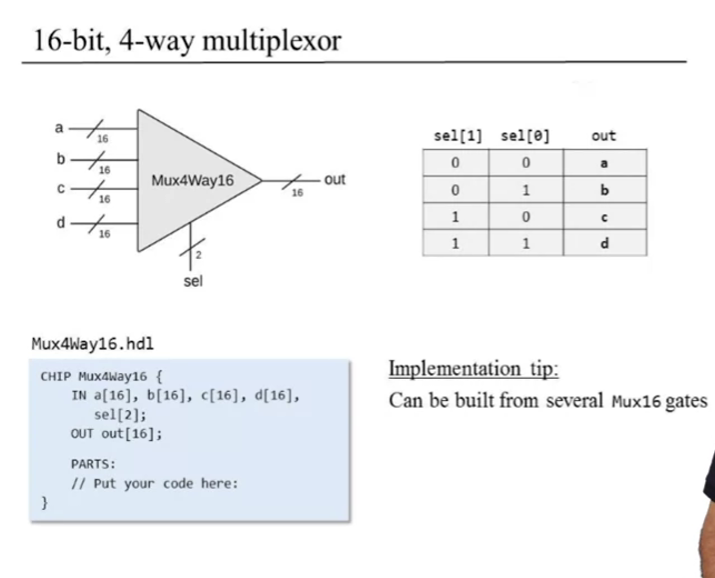 16-bit, 4-way multiplexor
a
16
b
16
c
16
d
16
Mux4Way16
16
out
2
sel
sel[1] sel[0] out
0 0 a
0 1 b
1 0 c
1 1 d
Mux4Way16.hdl
CHIP Mux4Way16 {
IN a[16], b[16], c[16], d[16],
sel[2];
OUT out[16];
PARTS:
// Put your code here:
}
Implementation tip:
Can be built from several Mux16 gates